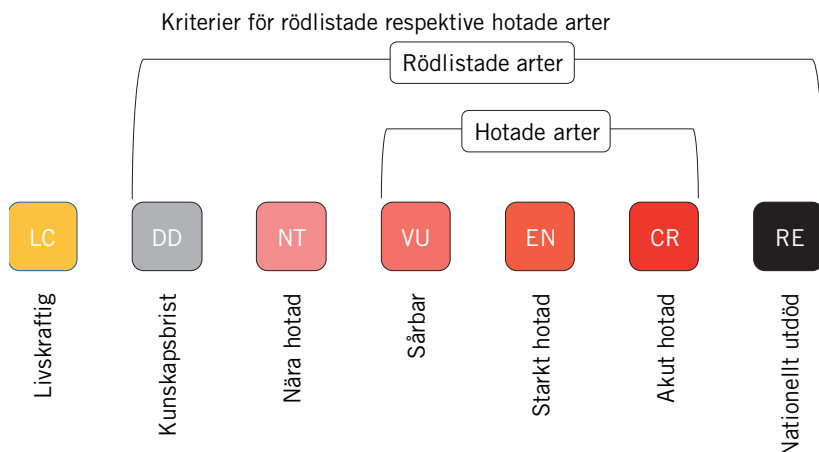 Kriterier för rödlistade respektive hotade arter
Rödlistade arter
Hotade arter
LC
DD
NT
VU
EN
CR
RE
Livskraftig
Kunskapsbrist
Nära hotad
Sårbar
Starkt hotad
Akut hotad
Nationellt utdöd